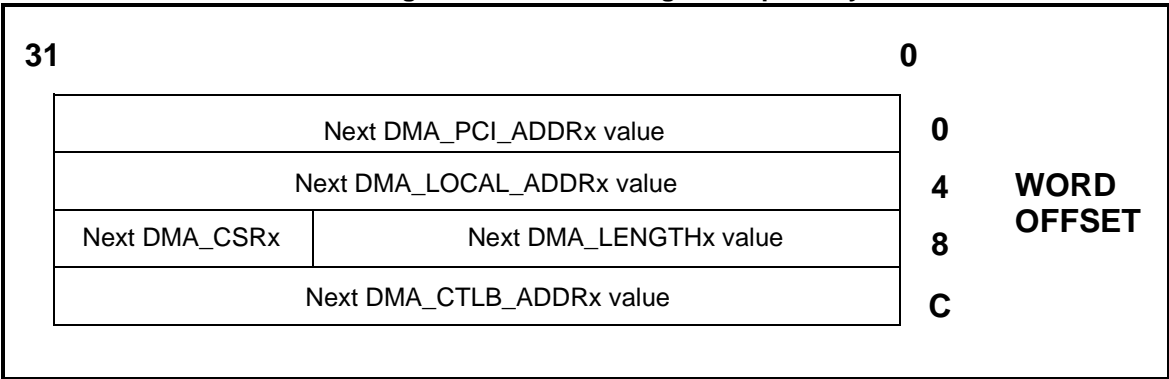 31 0
Next DMA_PCI_ADDRx value 0
Next DMA_LOCAL_ADDRx value 4 WORD
OFFSET
Next DMA_CSRx Next DMA_LENGTHx value 8
Next DMA_CTLB_ADDRx value C